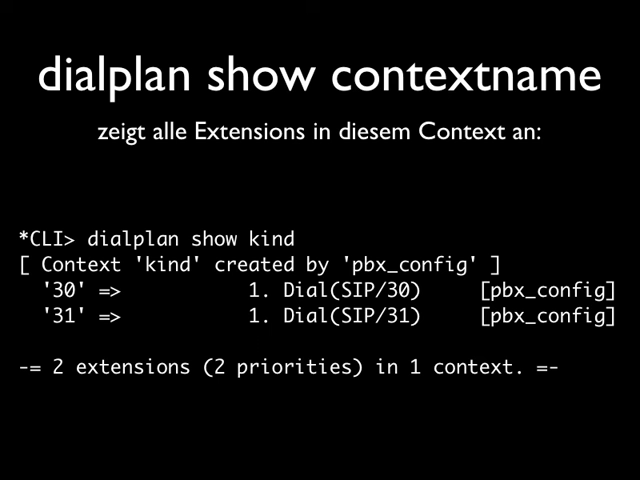 dialplan show contextname
zeigt alle Extensions in diesem Context an:
*CLI> dialplan show kind
[ Context 'kind' created by 'pbx_config' ]
'30' => 1. Dial(SIP/30) [pbx_config]
'31' => 1. Dial(SIP/31) [pbx_config]
-= 2 extensions (2 priorities) in 1 context. =-